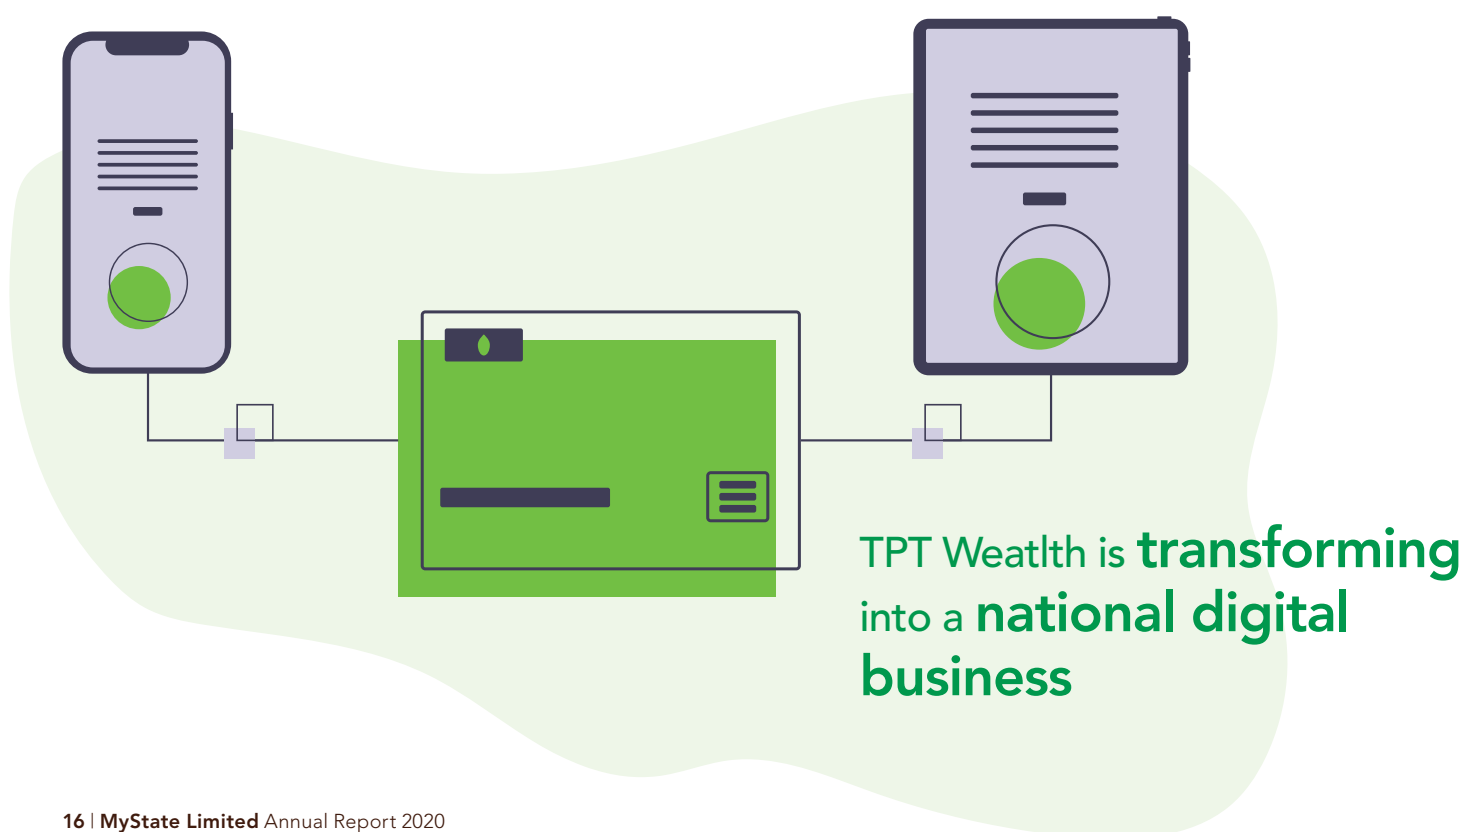 TPT Weatlth is transforming
into a national digital
business
16 | MyState Limited Annual Report 2020